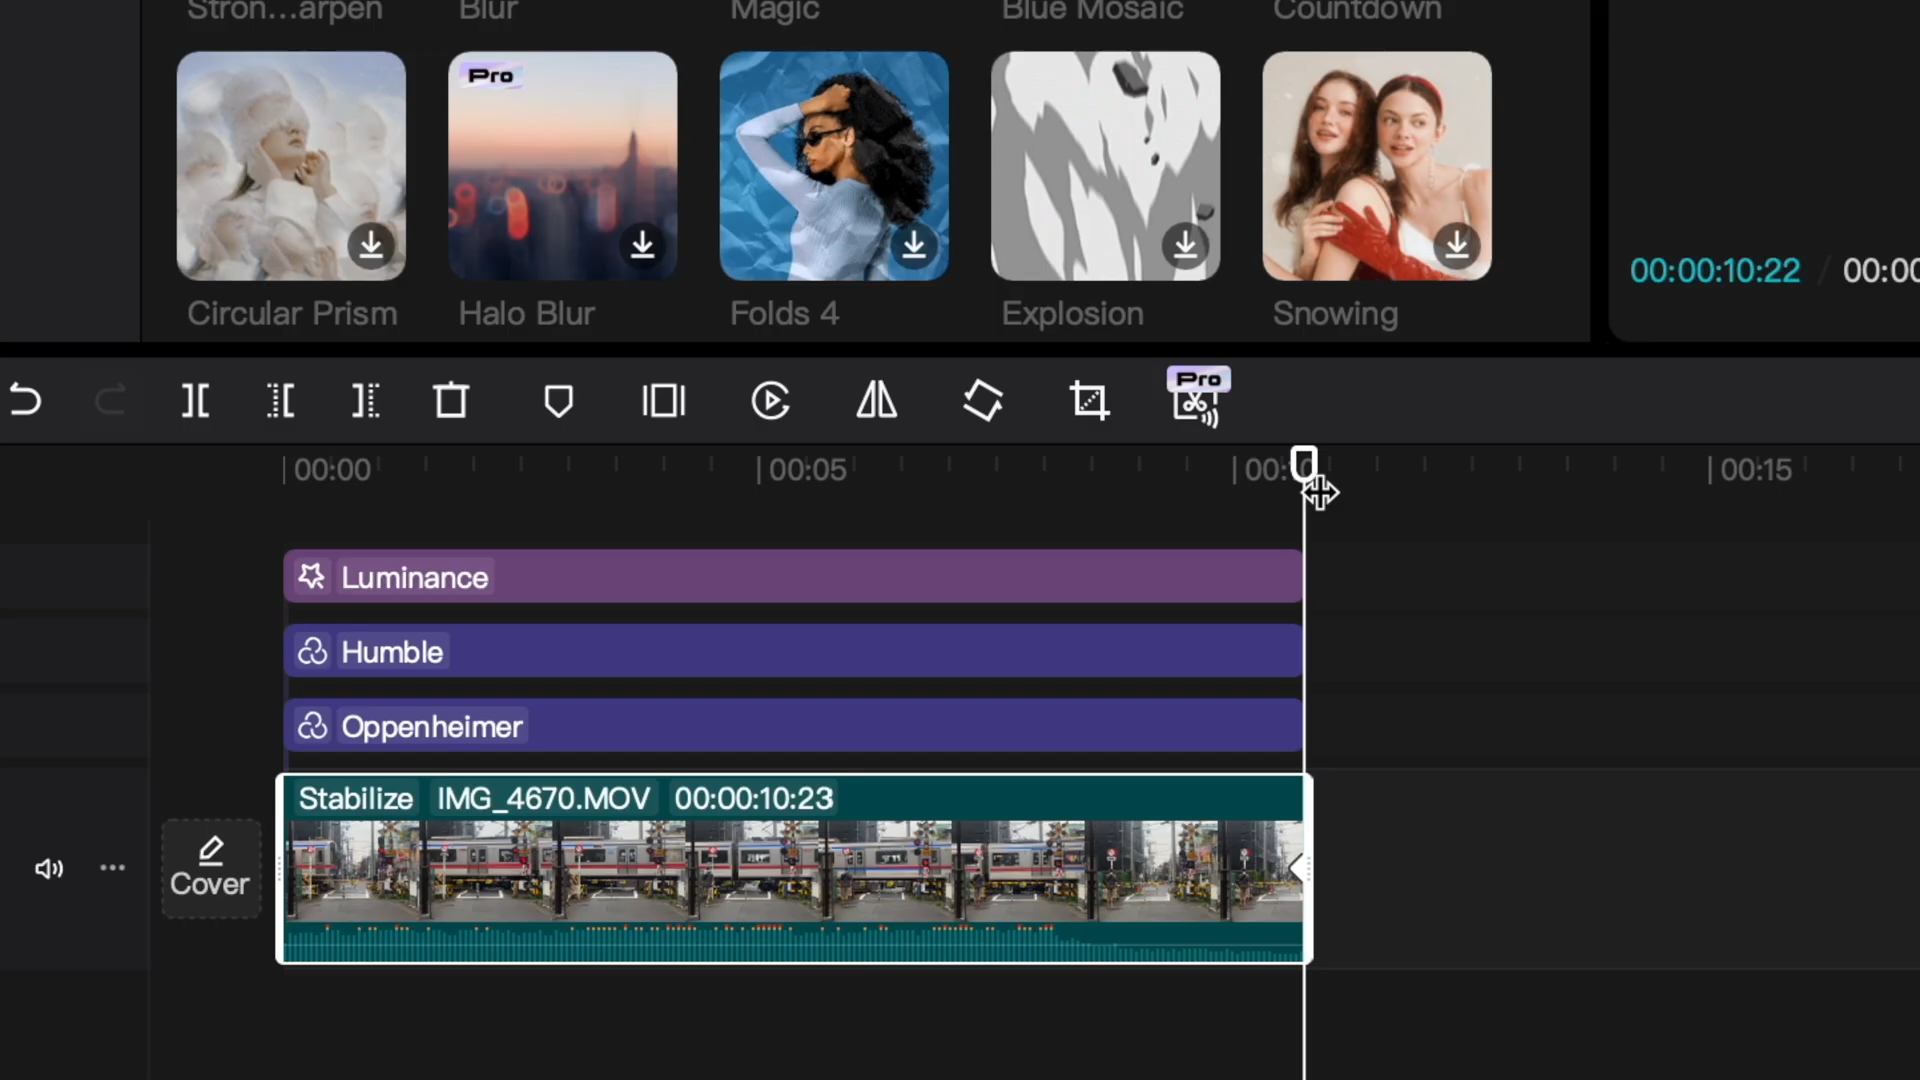 Stron...arpen
Blur
Magic
Blue Mosaic
Countdown
Pro
Circular Prism
Halo Blur
Folds 4
Explosion
Snowing
00:00:10:22 / 00:00
Pro
00:00
00:05
00:10
00:15
Luminance
Humble
Oppenheimer
Stabilize IMG_4670.MOV 00:00:10:23
Cover